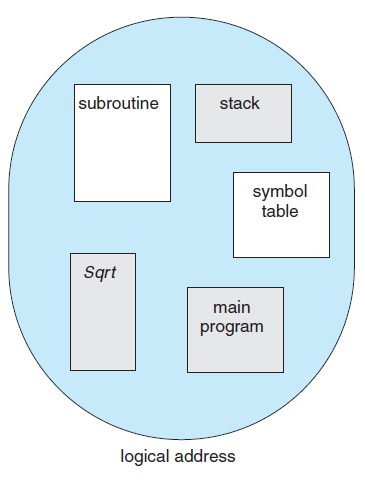 subroutine
stack
symbol
table
Sqrt
main
program
logical address